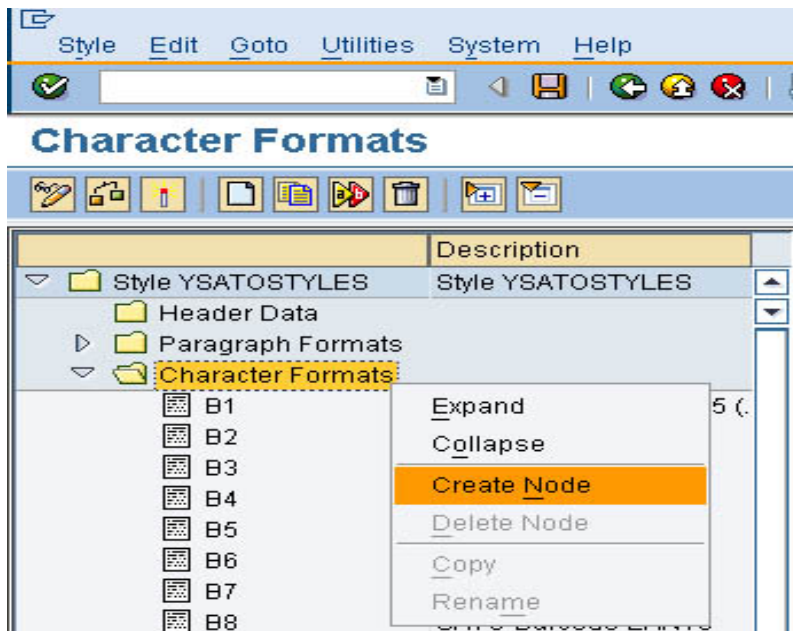 Style Edit Goto Utilities System Help
Character Formats
Description
Style YSATOSTYLES Style YSATOSTYLES
Header Data
Paragraph Formats
Character Formats
B1 5 (.
B2
B3
B4
B5
B6
B7
B8
Expand
Collapse
Create Node
Delete Node
Copy
Rename